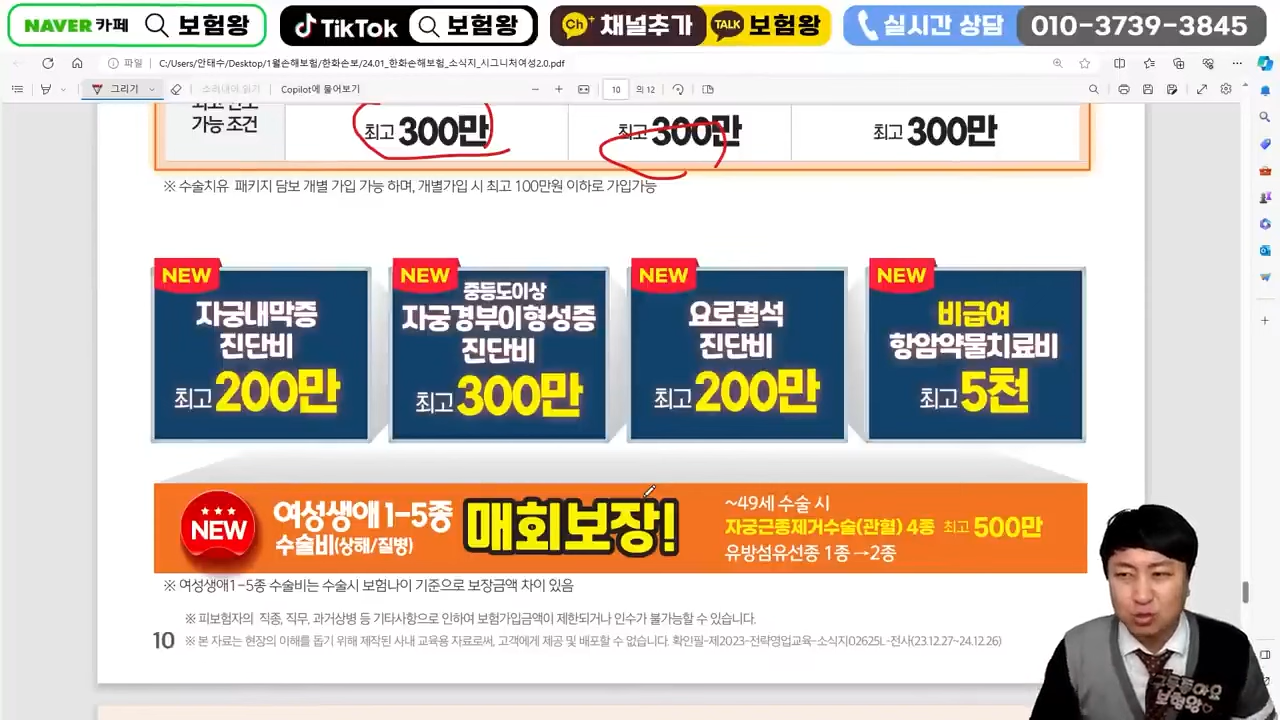 NAVER 카페 보험왕
TikTok 보험왕
Ch+ 채널추가 TALK 보험왕
실시간 상담 010-3739-3845
파일 C:/Users/안태수/Desktop/1월손해보험/한화손보/24.01_한화손해보험_소식지_시그니처여성2.0.pdf
그리기 소리내어 읽기 Copilot에 물어보기 10 의 12
가능 조건
최고 300만
최고 300만
최고 300만
※ 수술치유 패키지 담보 개별 가입 가능 하며, 개별가입 시 최고 100만원 이하로 가입가능
NEW
자궁내막증
진단비
최고 200만
NEW
중등도이상
자궁경부이형성증
진단비
최고 300만
NEW
요로결석
진단비
최고 200만
NEW
비급여
항암약물치료비
최고 5천
NEW
여성생애 1-5종
수술비(상해/질병)
매회보장!
~49세 수술 시
자궁근종제거수술(관혈) 4종 최고 500만
유방섬유선종 1종→2종
※ 여성생애1-5종 수술비는 수술시 보험나이 기준으로 보장금액 차이 있음
※ 피보험자의 직종, 직무, 과거상병 등 기타사항으로 인하여 보험가입금액이 제한되거나 인수가 불가능할 수 있습니다.
10 ※ 본 자료는 현장의 이해를 돕기 위해 제작된 사내 교육용 자료로써, 고객에게 제공 및 배포할 수 없습니다. 확인필-제2023-전략영업교육-소식지02625L-전사(23.12.27~24.12.26)
구독좋아요
보험왕♡